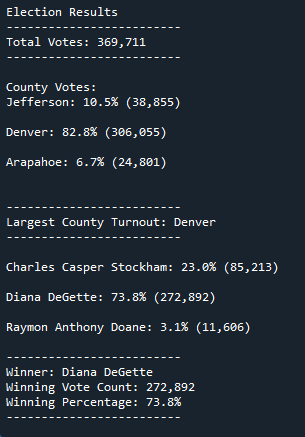 Election Results
-------------------------
Total Votes: 369,711
-------------------------
County Votes:
Jefferson: 10.5% (38,855)
Denver: 82.8% (306,055)
Arapahoe: 6.7% (24,801)
-------------------------
Largest County Turnout: Denver
-------------------------
Charles Casper Stockham: 23.0% (85,213)
Diana DeGette: 73.8% (272,892)
Raymon Anthony Doane: 3.1% (11,606)
-------------------------
Winner: Diana DeGette
Winning Vote Count: 272,892
Winning Percentage: 73.8%
-------------------------